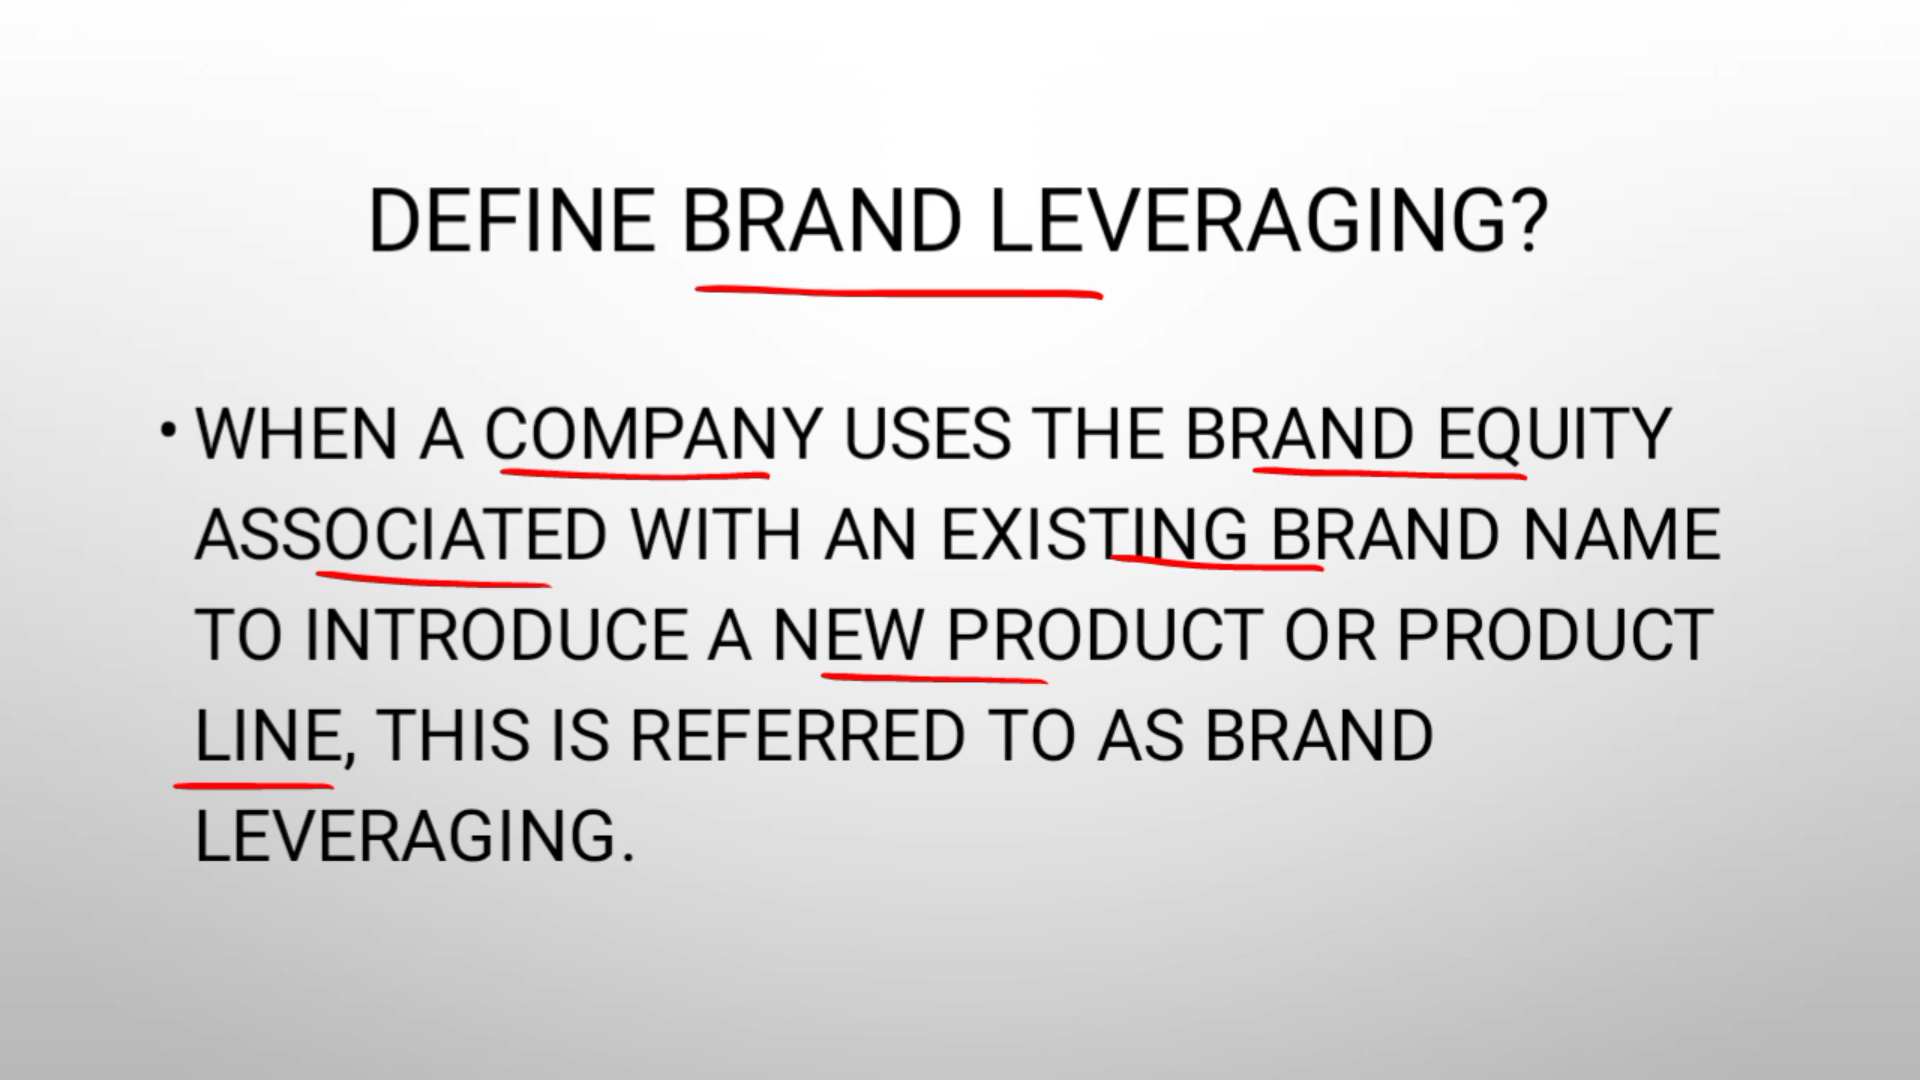 DEFINE BRAND LEVERAGING?
• WHEN A COMPANY USES THE BRAND EQUITY
ASSOCIATED WITH AN EXISTING BRAND NAME
TO INTRODUCE A NEW PRODUCT OR PRODUCT
LINE, THIS IS REFERRED TO AS BRAND
LEVERAGING.